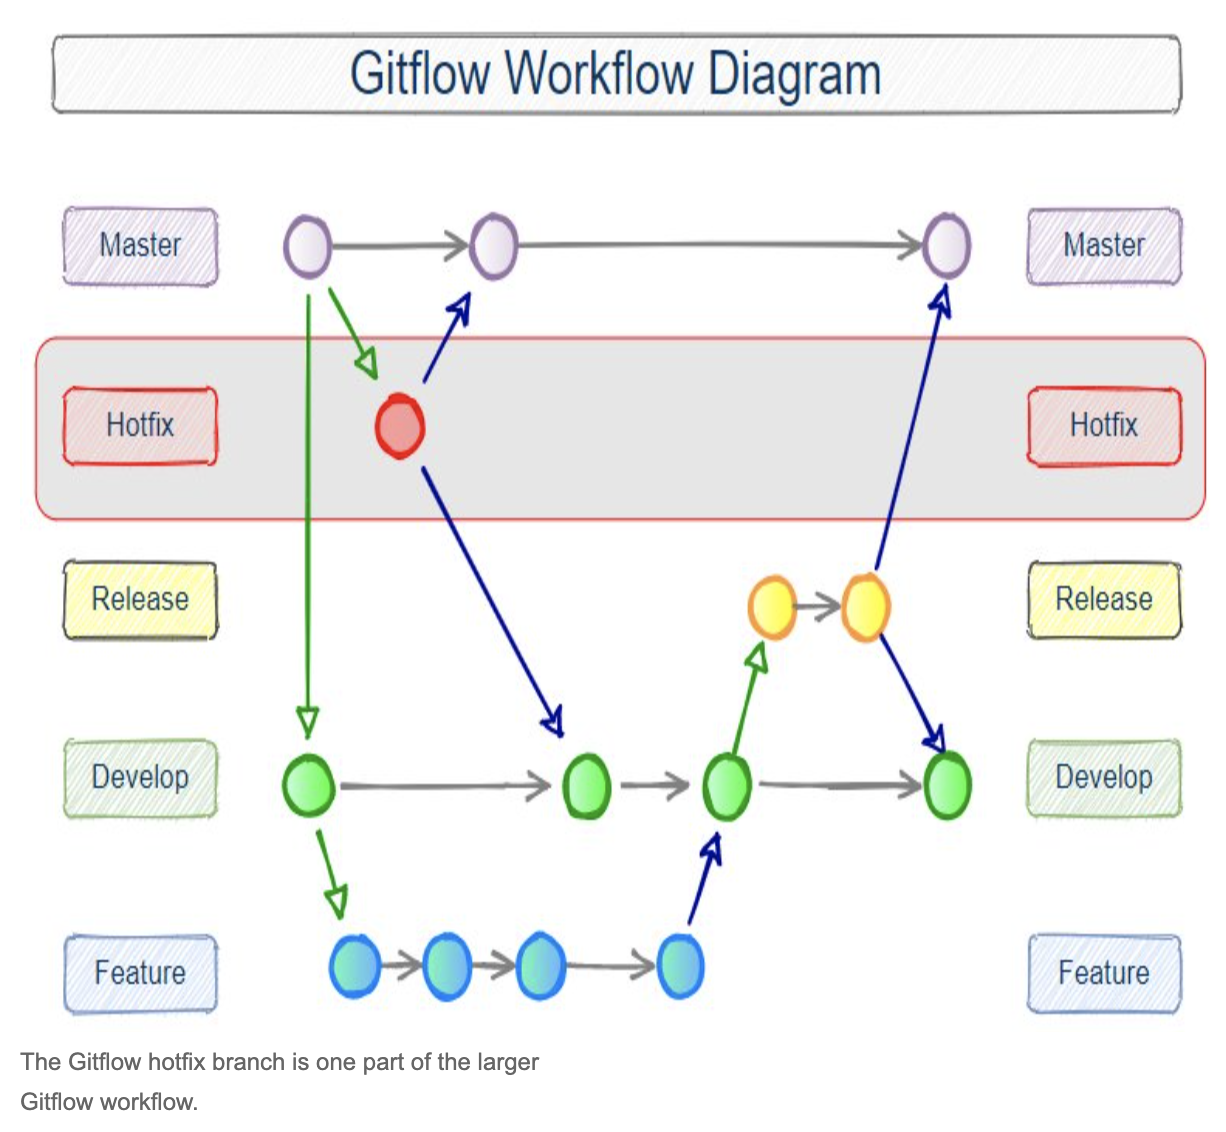 Gitflow Workflow Diagram
Master
Master
Hotfix
Hotfix
Release
Release
Develop
Develop
Feature
Feature
The Gitflow hotfix branch is one part of the larger
Gitflow workflow.